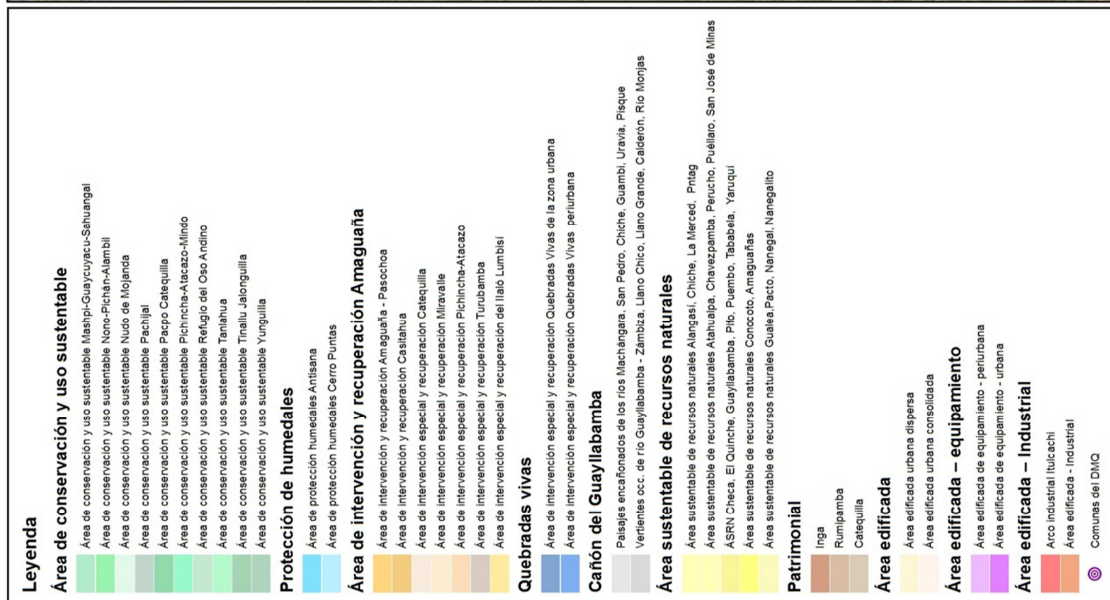 Leyenda
Área de conservación y uso sustentable
Área de conservación y uso sustentable Mashpi-Guaycuyacu-Sahuangal
Área de conservación y uso sustentable Nono-Pichán-Alambil
Área de conservación y uso sustentable Nudo de Mojanda
Área de conservación y uso sustentable Pachijal
Área de conservación y uso sustentable Pacpo Catequilla
Área de conservación y uso sustentable Pichincha-Atacazo-Mindo
Área de conservación y uso sustentable Refugio del Oso Andino
Área de conservación y uso sustentable Tanlahua
Área de conservación y uso sustentable Tinallu Jalonguilla
Área de conservación y uso sustentable Yunguilla
Protección de humedales
Área de protección humedales Antisana
Área de protección humedales Cerro Puntas
Área de intervención y recuperación Amaguaña
Área de intervención y recuperación Amaguaña - Pasochoa
Área de intervención y recuperación Casitahua
Área de intervención especial y recuperación Catequilla
Área de intervención especial y recuperación Miravalle
Área de intervención especial y recuperación Pichincha-Atacazo
Área de intervención especial y recuperación Turubamba
Área de intervención especial y recuperación del Ilaló Lumbisí
Quebradas vivas
Área de intervención especial y recuperación Quebradas Vivas de la zona urbana
Área de intervención especial y recuperación Quebradas Vivas periurbana
Cañón del Guayllabamba
Paisajes encañonados de los ríos Machángara, San Pedro, Chiche, Guambi, Uravia, Pisque
Vertientes occ. de río Guayllabamba - Zámbiza, Llano Chico, Llano Grande, Calderón, Río Monjas
Área sustentable de recursos naturales
Área sustentable de recursos naturales Alangasí, Chiche, La Merced, Pntag
Área sustentable de recursos naturales Atahualpa, Chavezpamba, Perucho, Puéllaro, San José de Minas
ASRN Checa, El Quinche, Guayllabamba, Pifo, Puembo, Tababela, Yaruquí
Área sustentable de recursos naturales Conocoto, Amaguañas
Área sustentable de recursos naturales Gualea,Pacto, Nanegal, Nanegalito
Patrimonial
Inga
Rumipamba
Catequilla
Área edificada
Area edificada urbana dispersa
Área edificada urbana consolidada
Área edificada – equipamiento
Área edificada de equipamiento - periurbana
Area edificada de equipamiento - urbana
Área edificada – Industrial
Arco industrial Itulcachi
Área edificada - Industrial
Comunas del DMQ